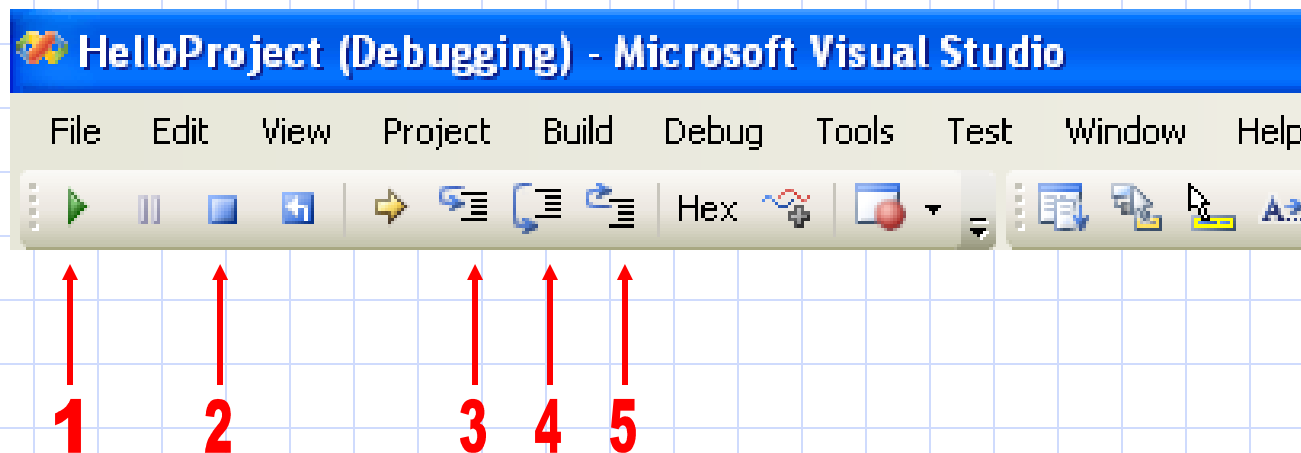 HelloProject (Debugging) - Microsoft Visual Studio
File Edit View Project Build Debug Tools Test Window Help
Hex A
1 2 3 4 5